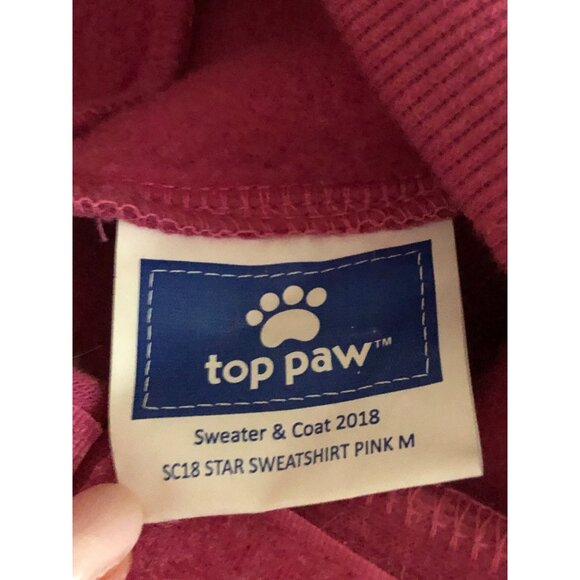 top paw™
Sweater & Coat 2018
SC18 STAR SWEATSHIRT PINK M